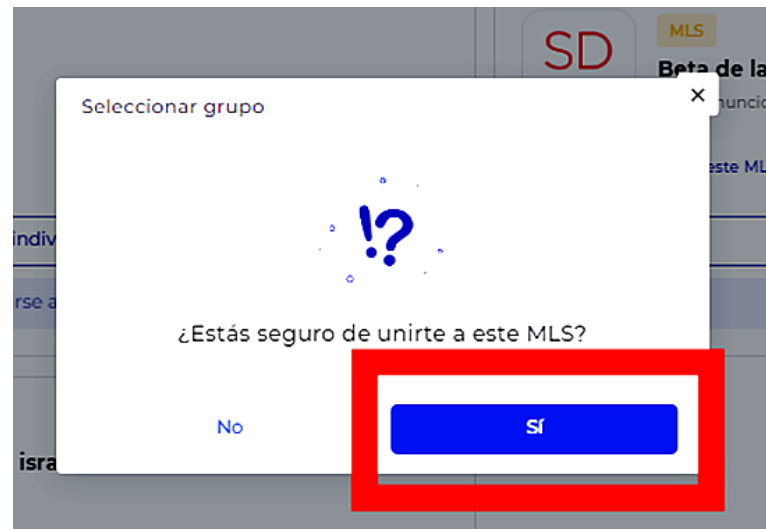 SD
MLS
Beta de la
nuncio
Seleccionar grupo
×
este ML
!?
indiv
rse a
¿Estás seguro de unirte a este MLS?
No
Sí
isra